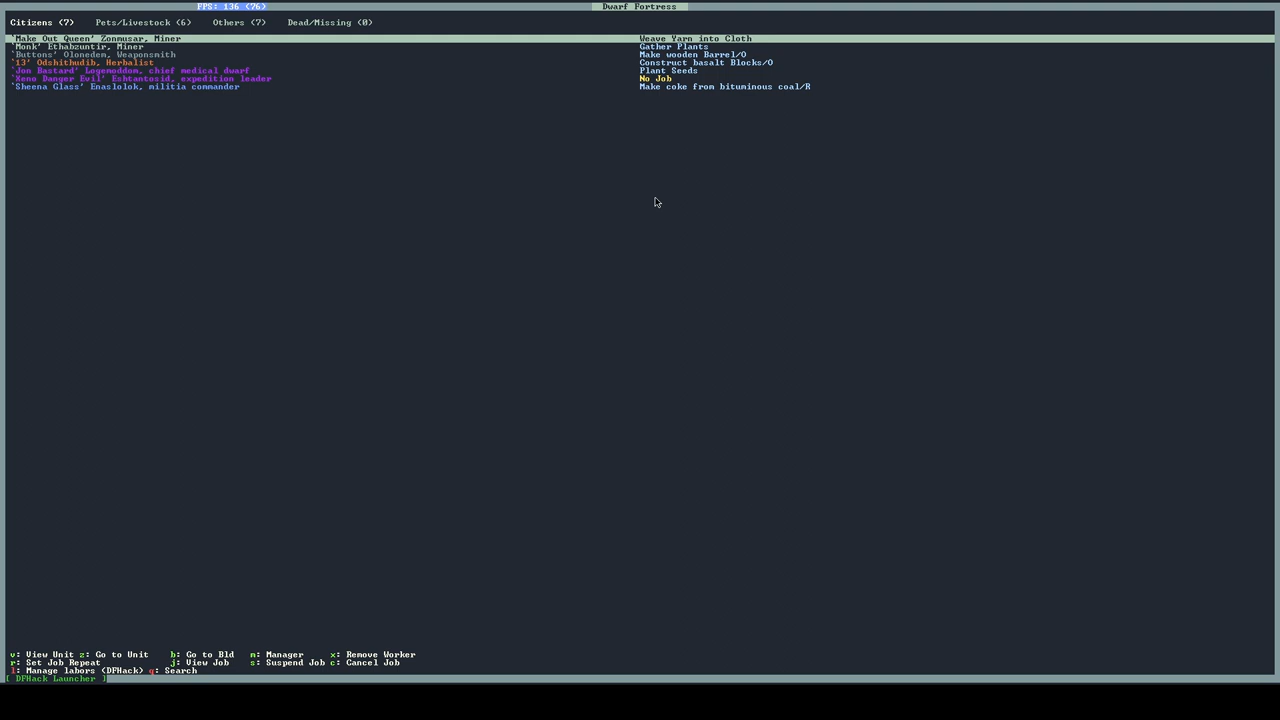 FPS: 136 (76)
Dwarf Fortress
Citizens (7) Pets/Livestock (6) Others (7) Dead/Missing (0)
`Make Out Queen' Zonmusar, Miner Weave Yarn into Cloth
`Monk' Ethabzuntir, Miner Gather Plants
`Buttons' Olonedem, Weaponsmith Make wooden Barrel/O
`13' Odshithudib, Herbalist Construct basalt Blocks/O
`Jon Bastard' Logemoddom, chief medical dwarf Plant Seeds
`Xeno Danger Evil' Eshtantosid, expedition leader No Job
`Sheena Glass' Enaslolok, militia commander Make coke from bituminous coal/R
v: View Unit z: Go to Unit b: Go to Bld m: Manager x: Remove Worker
r: Set Job Repeat j: View Job s: Suspend Job c: Cancel Job
l: Manage labors (DFHack) q: Search
[ DFHack Launcher ]